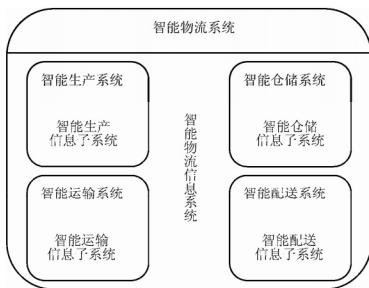 智能物流系统
智能生产系统
智能生产
信息子系统
智能仓储系统
智能仓储
信息子系统
智能物流信息系统
智能运输系统
智能运输
信息子系统
智能配送系统
智能配送
信息子系统